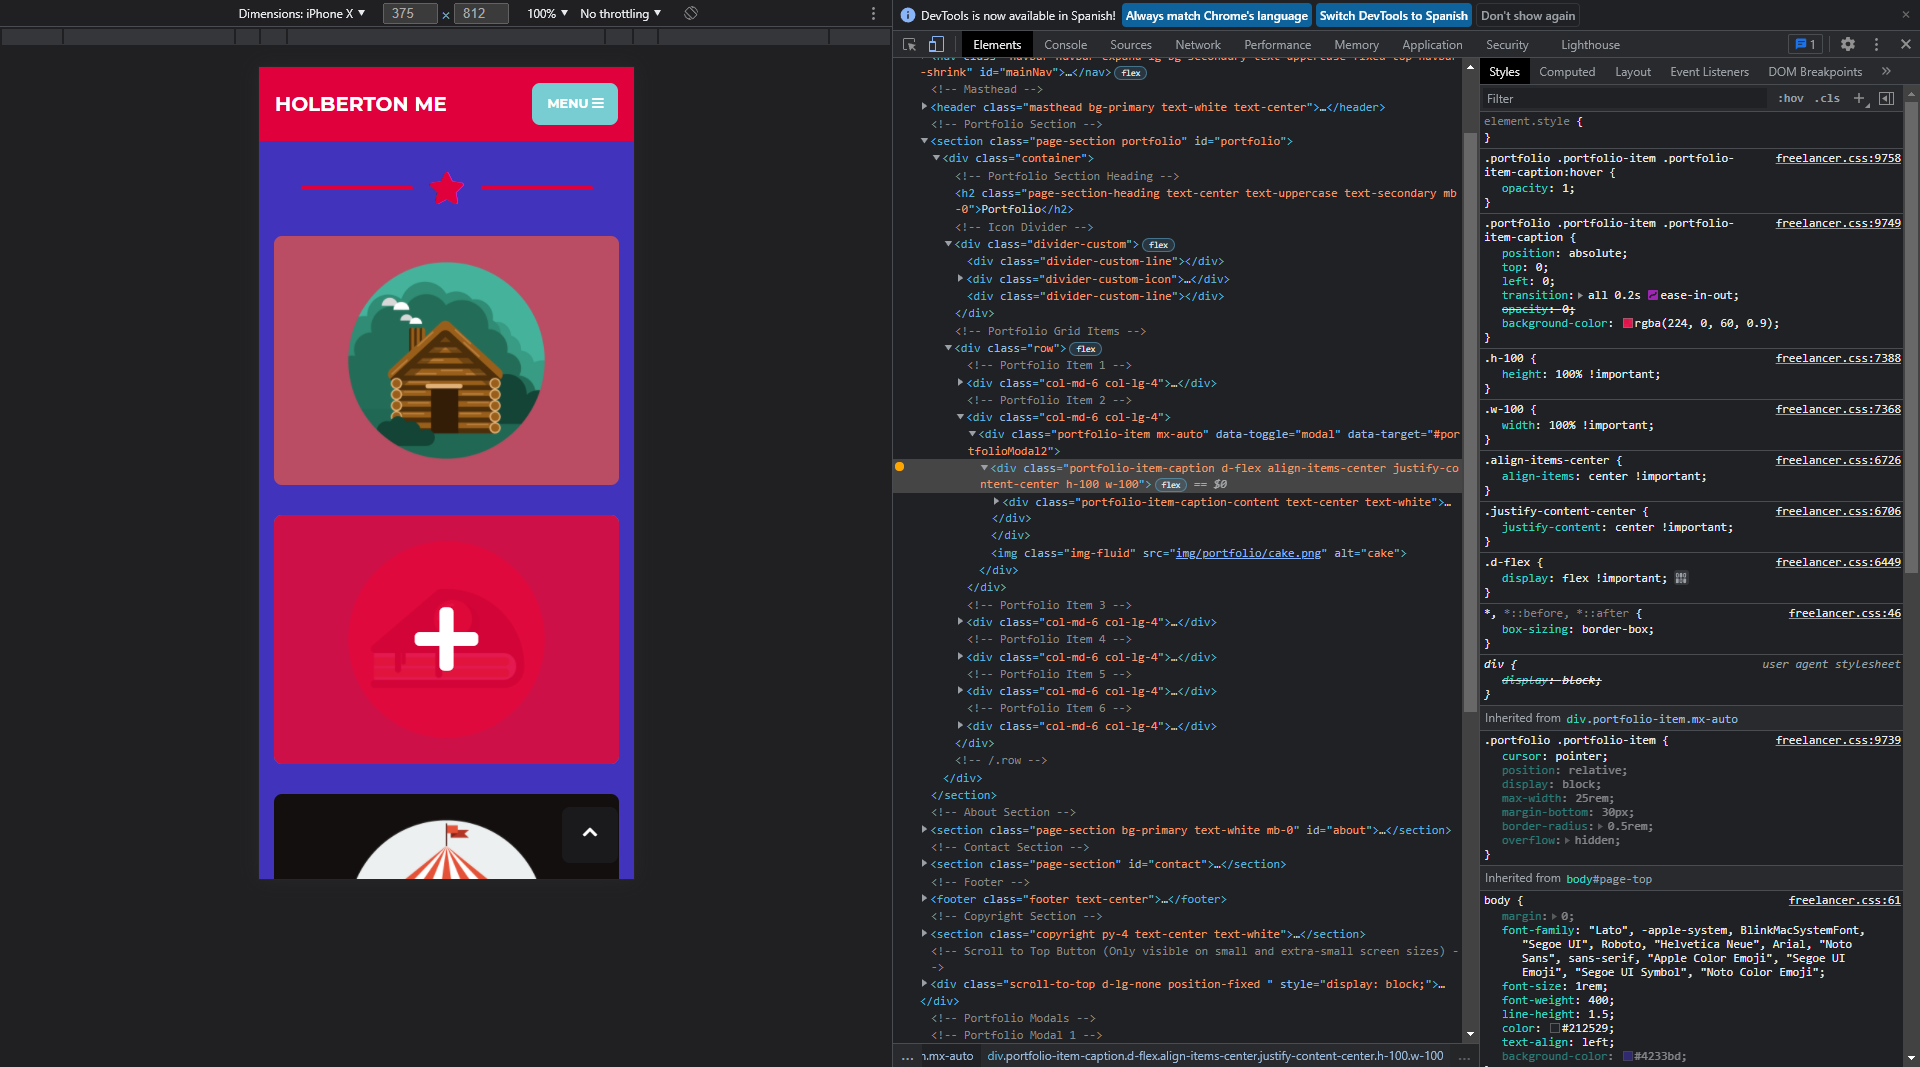 Dimensions: iPhone X ▼ 375 × 812 100% ▼ No throttling ▼
HOLBERTON ME
MENU
DevTools is now available in Spanish! Always match Chrome's language Switch DevTools to Spanish Don't show again
Elements Console Sources Network Performance Memory Application Security Lighthouse 1
-shrink" id="mainNav">…</nav> flex
<!-- Masthead -->
<header class="masthead bg-primary text-white text-center">…</header>
<!-- Portfolio Section -->
<section class="page-section portfolio" id="portfolio">
<div class="container">
<!-- Portfolio Section Heading -->
<h2 class="page-section-heading text-center text-uppercase text-secondary mb
-0">Portfolio</h2>
<!-- Icon Divider -->
<div class="divider-custom"> flex
<div class="divider-custom-line"></div>
<div class="divider-custom-icon">…</div>
<div class="divider-custom-line"></div>
</div>
<!-- Portfolio Grid Items -->
<div class="row"> flex
<!-- Portfolio Item 1 -->
<div class="col-md-6 col-lg-4">…</div>
<!-- Portfolio Item 2 -->
<div class="col-md-6 col-lg-4">
<div class="portfolio-item mx-auto" data-toggle="modal" data-target="#por
tfolioModal2">
<div class="portfolio-item-caption d-flex align-items-center justify-co
ntent-center h-100 w-100"> flex == $0
<div class="portfolio-item-caption-content text-center text-white">…
</div>
</div>
<img class="img-fluid" src="img/portfolio/cake.png" alt="cake">
</div>
</div>
<!-- Portfolio Item 3 -->
<div class="col-md-6 col-lg-4">…</div>
<!-- Portfolio Item 4 -->
<div class="col-md-6 col-lg-4">…</div>
<!-- Portfolio Item 5 -->
<div class="col-md-6 col-lg-4">…</div>
<!-- Portfolio Item 6 -->
<div class="col-md-6 col-lg-4">…</div>
</div>
<!-- /.row -->
</div>
</section>
<!-- About Section -->
<section class="page-section bg-primary text-white mb-0" id="about">…</section>
<!-- Contact Section -->
<section class="page-section" id="contact">…</section>
<!-- Footer -->
<footer class="footer text-center">…</footer>
<!-- Copyright Section -->
<section class="copyright py-4 text-center text-white">…</section>
<!-- Scroll to Top Button (Only visible on small and extra-small screen sizes) --
>
<div class="scroll-to-top d-lg-none position-fixed " style="display: block;">…
</div>
<!-- Portfolio Modals -->
<!-- Portfolio Modal 1 -->
... n.mx-auto div.portfolio-item-caption.d-flex.align-items-center.justify-content-center.h-100.w-100 ...
Styles Computed Layout Event Listeners DOM Breakpoints »
Filter :hov .cls +
element.style {
}
.portfolio .portfolio-item .portfolio- freelancer.css:9758
item-caption:hover {
opacity: 1;
}
.portfolio .portfolio-item .portfolio- freelancer.css:9749
item-caption {
position: absolute;
top: 0;
left: 0;
transition: all 0.2s ease-in-out;
opacity: 0;
background-color: rgba(224, 0, 60, 0.9);
}
.h-100 { freelancer.css:7388
height: 100% !important;
}
.w-100 { freelancer.css:7368
width: 100% !important;
}
.align-items-center { freelancer.css:6726
align-items: center !important;
}
.justify-content-center { freelancer.css:6706
justify-content: center !important;
}
.d-flex { freelancer.css:6449
display: flex !important;
}
*, *::before, *::after { freelancer.css:46
box-sizing: border-box;
}
div { user agent stylesheet
display: block;
}
Inherited from div.portfolio-item.mx-auto
.portfolio .portfolio-item { freelancer.css:9739
cursor: pointer;
position: relative;
display: block;
max-width: 25rem;
margin-bottom: 30px;
border-radius: 0.5rem;
overflow: hidden;
}
Inherited from body#page-top
body { freelancer.css:61
margin: 0;
font-family: "Lato", -apple-system, BlinkMacSystemFont,
"Segoe UI", Roboto, "Helvetica Neue", Arial, "Noto
Sans", sans-serif, "Apple Color Emoji", "Segoe UI
Emoji", "Segoe UI Symbol", "Noto Color Emoji";
font-size: 1rem;
font-weight: 400;
line-height: 1.5;
color: #212529;
text-align: left;
background-color: #4233bd;